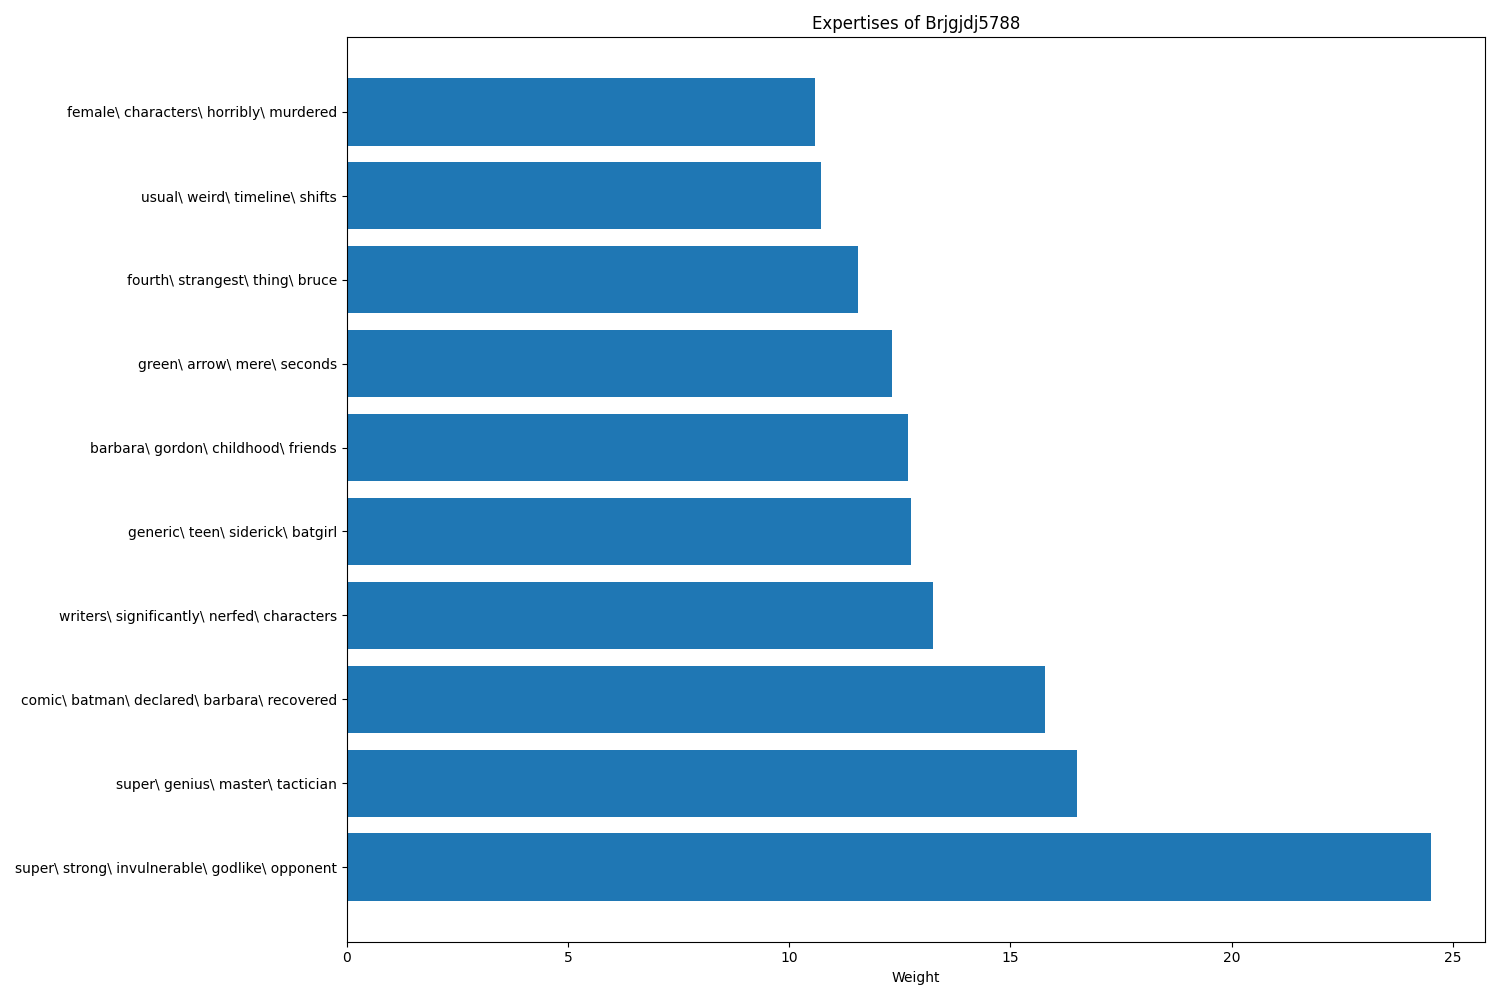 Expertises of Brjgjdj5788
female\ characters\ horribly\ murdered
usual\ weird\ timeline\ shifts
fourth\ strangest\ thing\ bruce
green\ arrow\ mere\ seconds
barbara\ gordon\ childhood\ friends
generic\ teen\ siderick\ batgirl
writers\ significantly\ nerfed\ characters
comic\ batman\ declared\ barbara\ recovered
super\ genius\ master\ tactician
super\ strong\ invulnerable\ godlike\ opponent
0 5 10 15 20 25
Weight